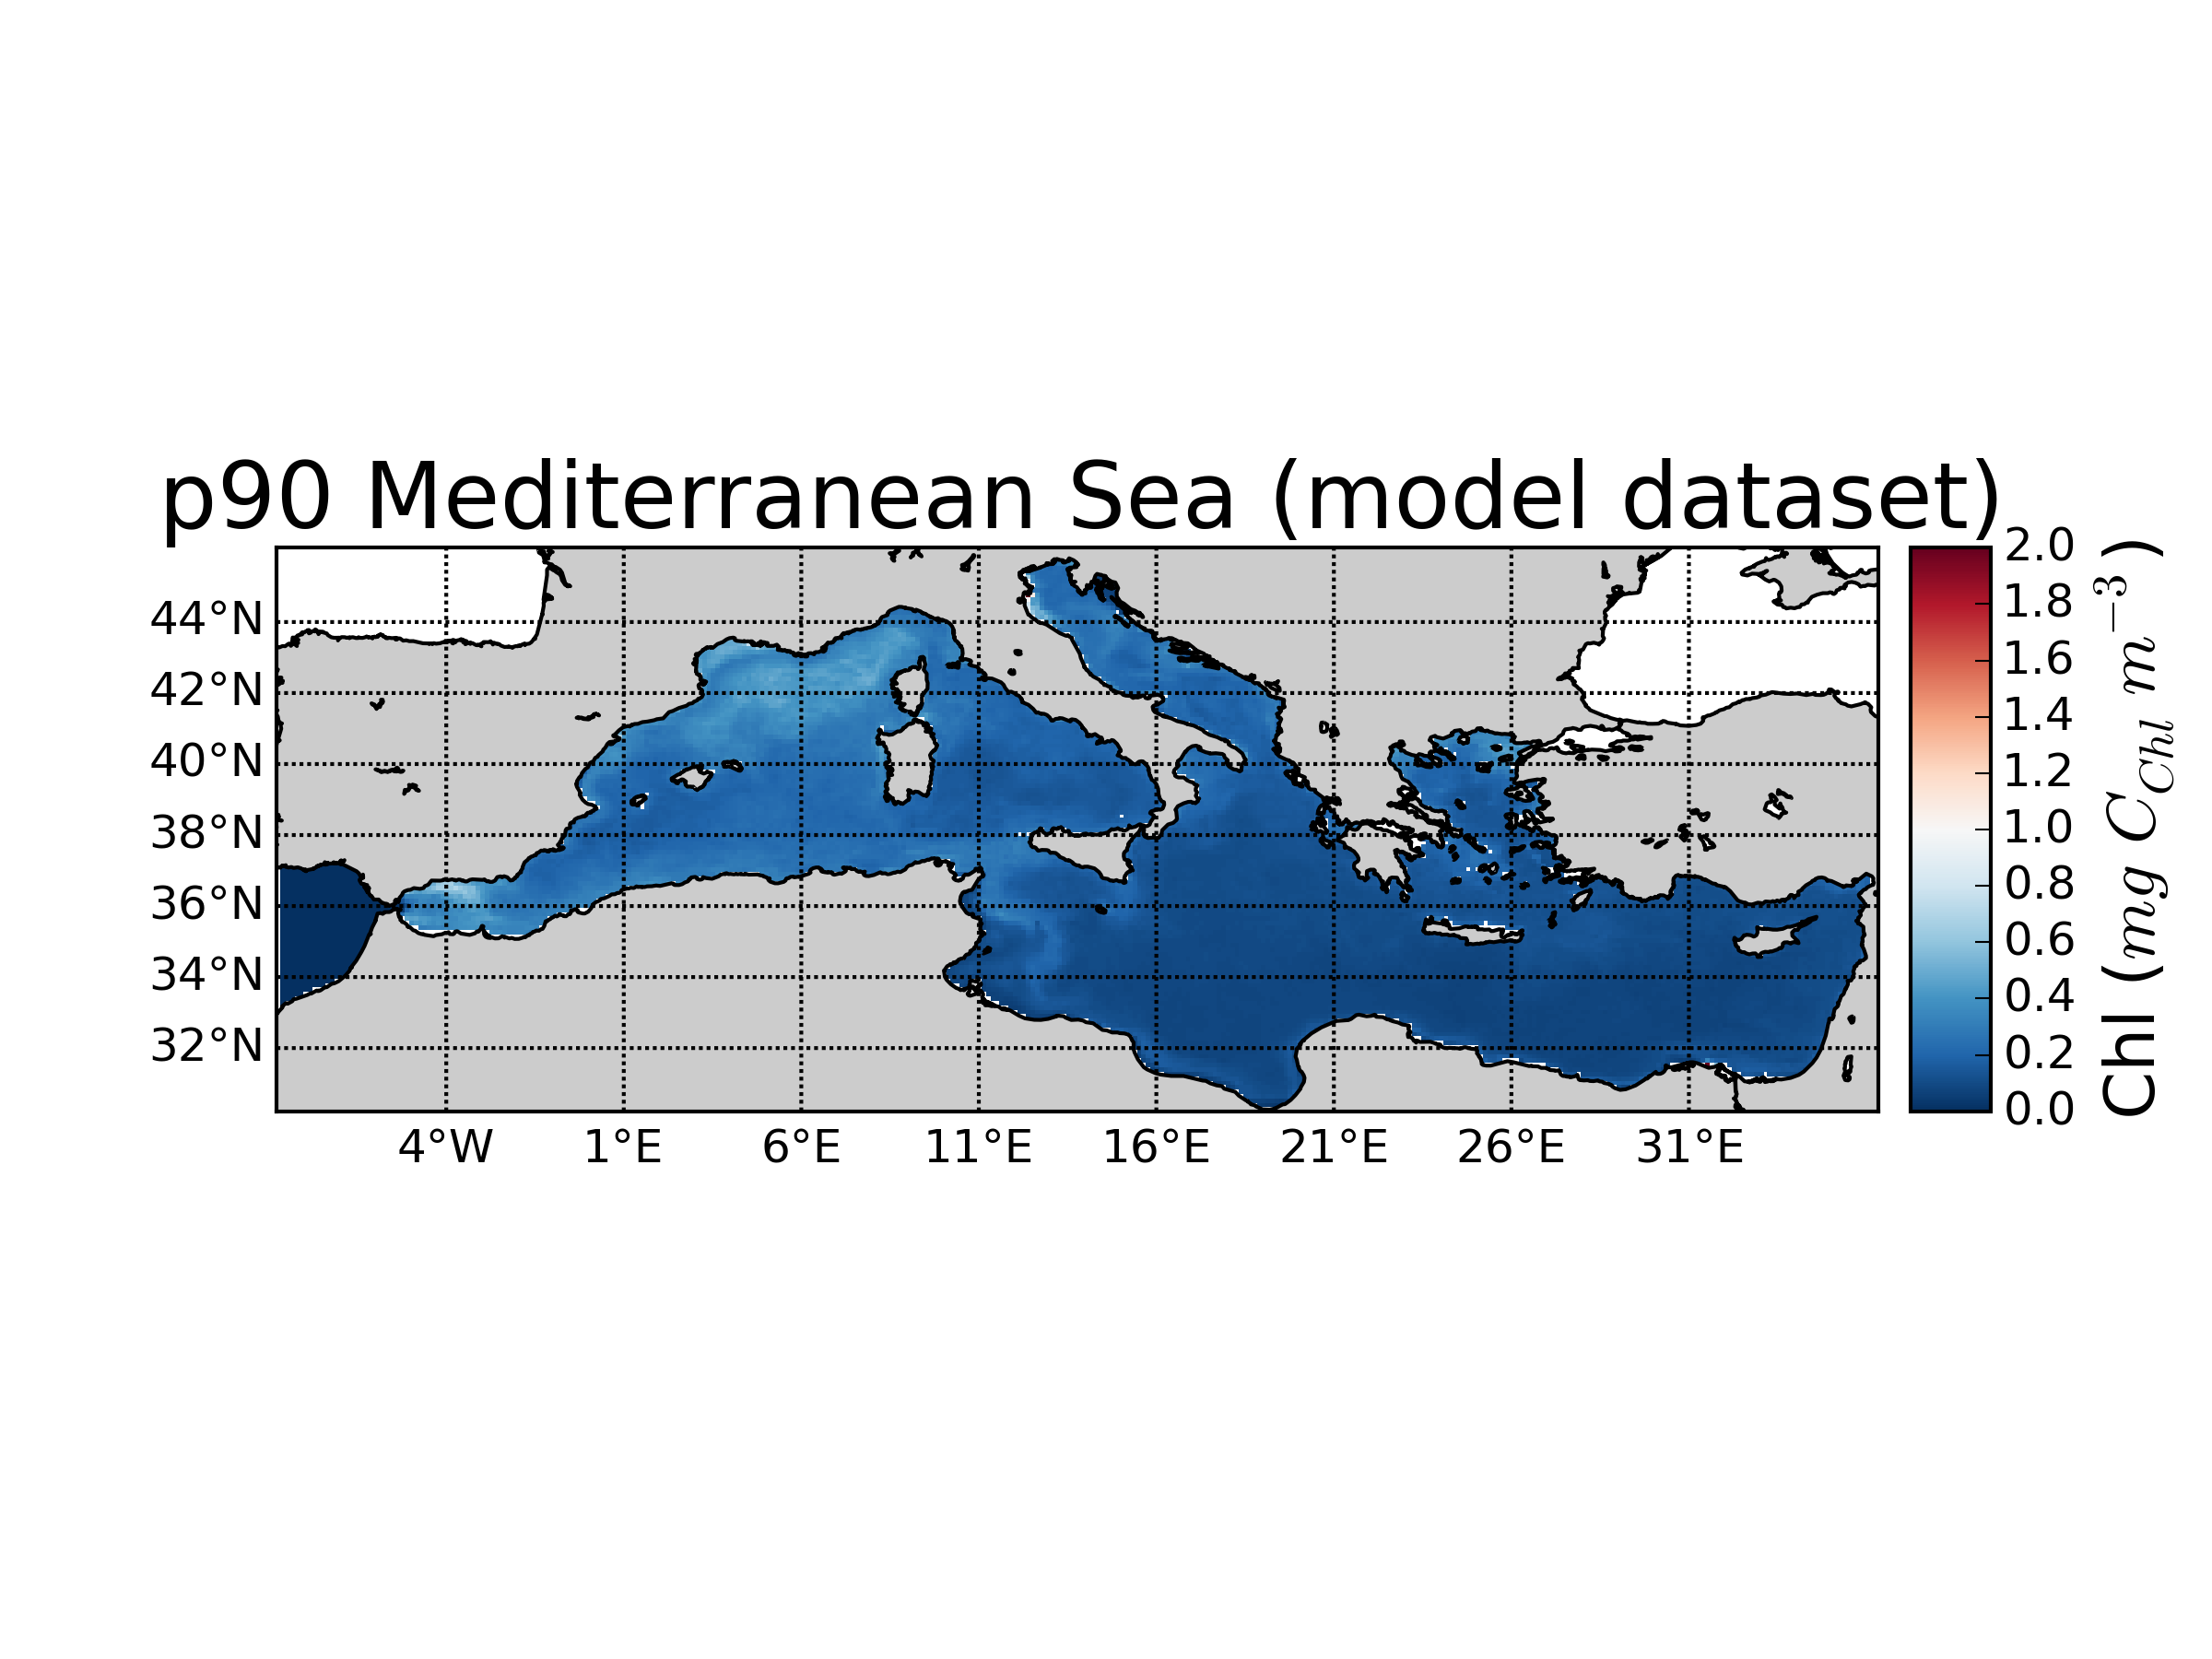 p90 Mediterranean Sea (model dataset)
44°N
42°N
40°N
38°N
36°N
34°N
32°N
4°W 1°E 6°E 11°E 16°E 21°E 26°E 31°E
2.0
1.8
1.6
1.4
1.2
1.0
0.8
0.6
0.4
0.2
0.0
Chl (mg C_{Chl} m^{−3})